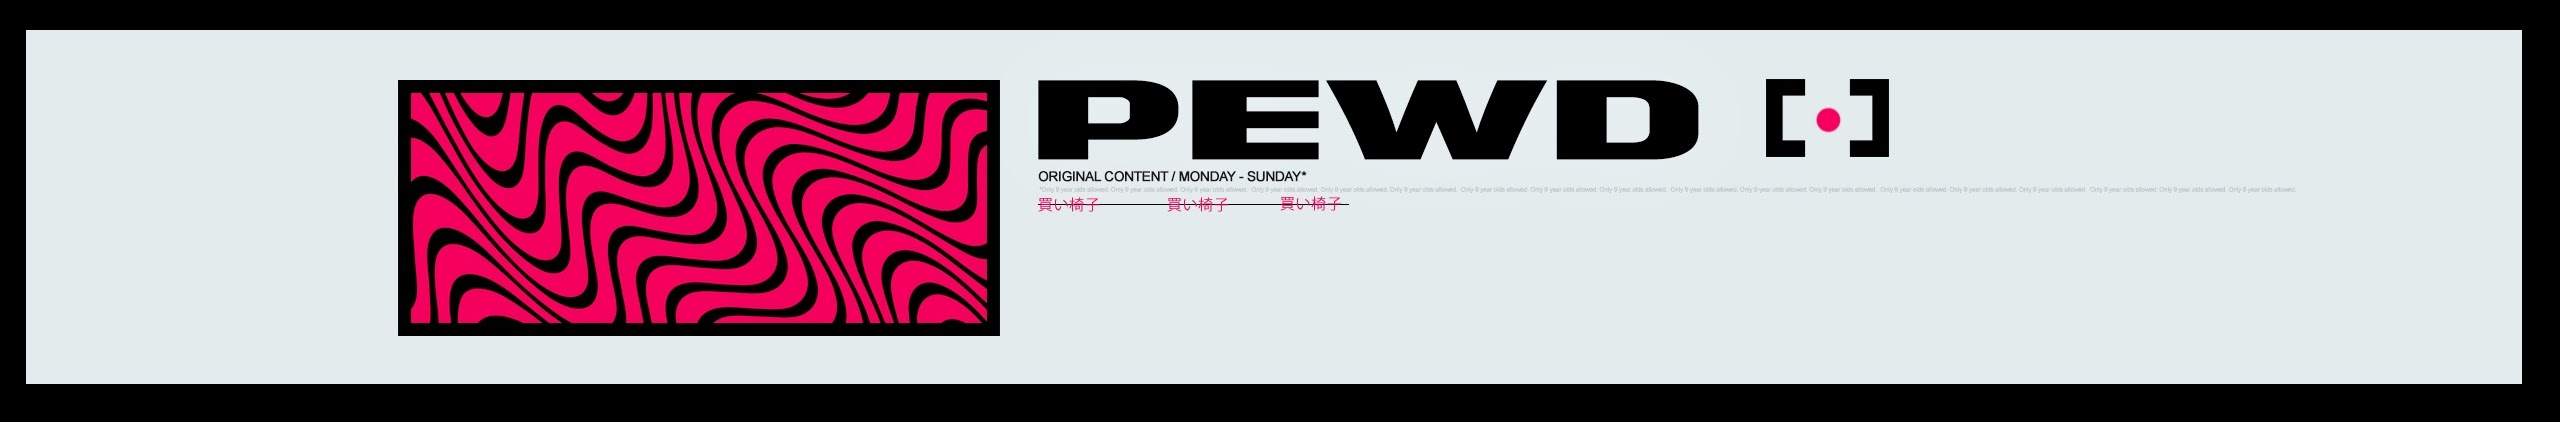 PEWD
ORIGINAL CONTENT / MONDAY - SUNDAY*
*Only 9 year olds allowed. Only 9 year olds allowed. Only 9 year olds allowed. Only 9 year olds allowed. Only 9 year olds allowed. Only 9 year olds allowed. Only 9 year olds allowed. Only 9 year olds allowed. Only 9 year olds allowed. Only 9 year olds allowed. Only 9 year olds allowed. Only 9 year olds allowed. Only 9 year olds allowed. Only 9 year olds allowed. Only 9 year olds allowed. Only 9 year olds allowed. Only 9 year olds allowed. Only 9 year olds allowed.
買い椅子 買い椅子 買い椅子